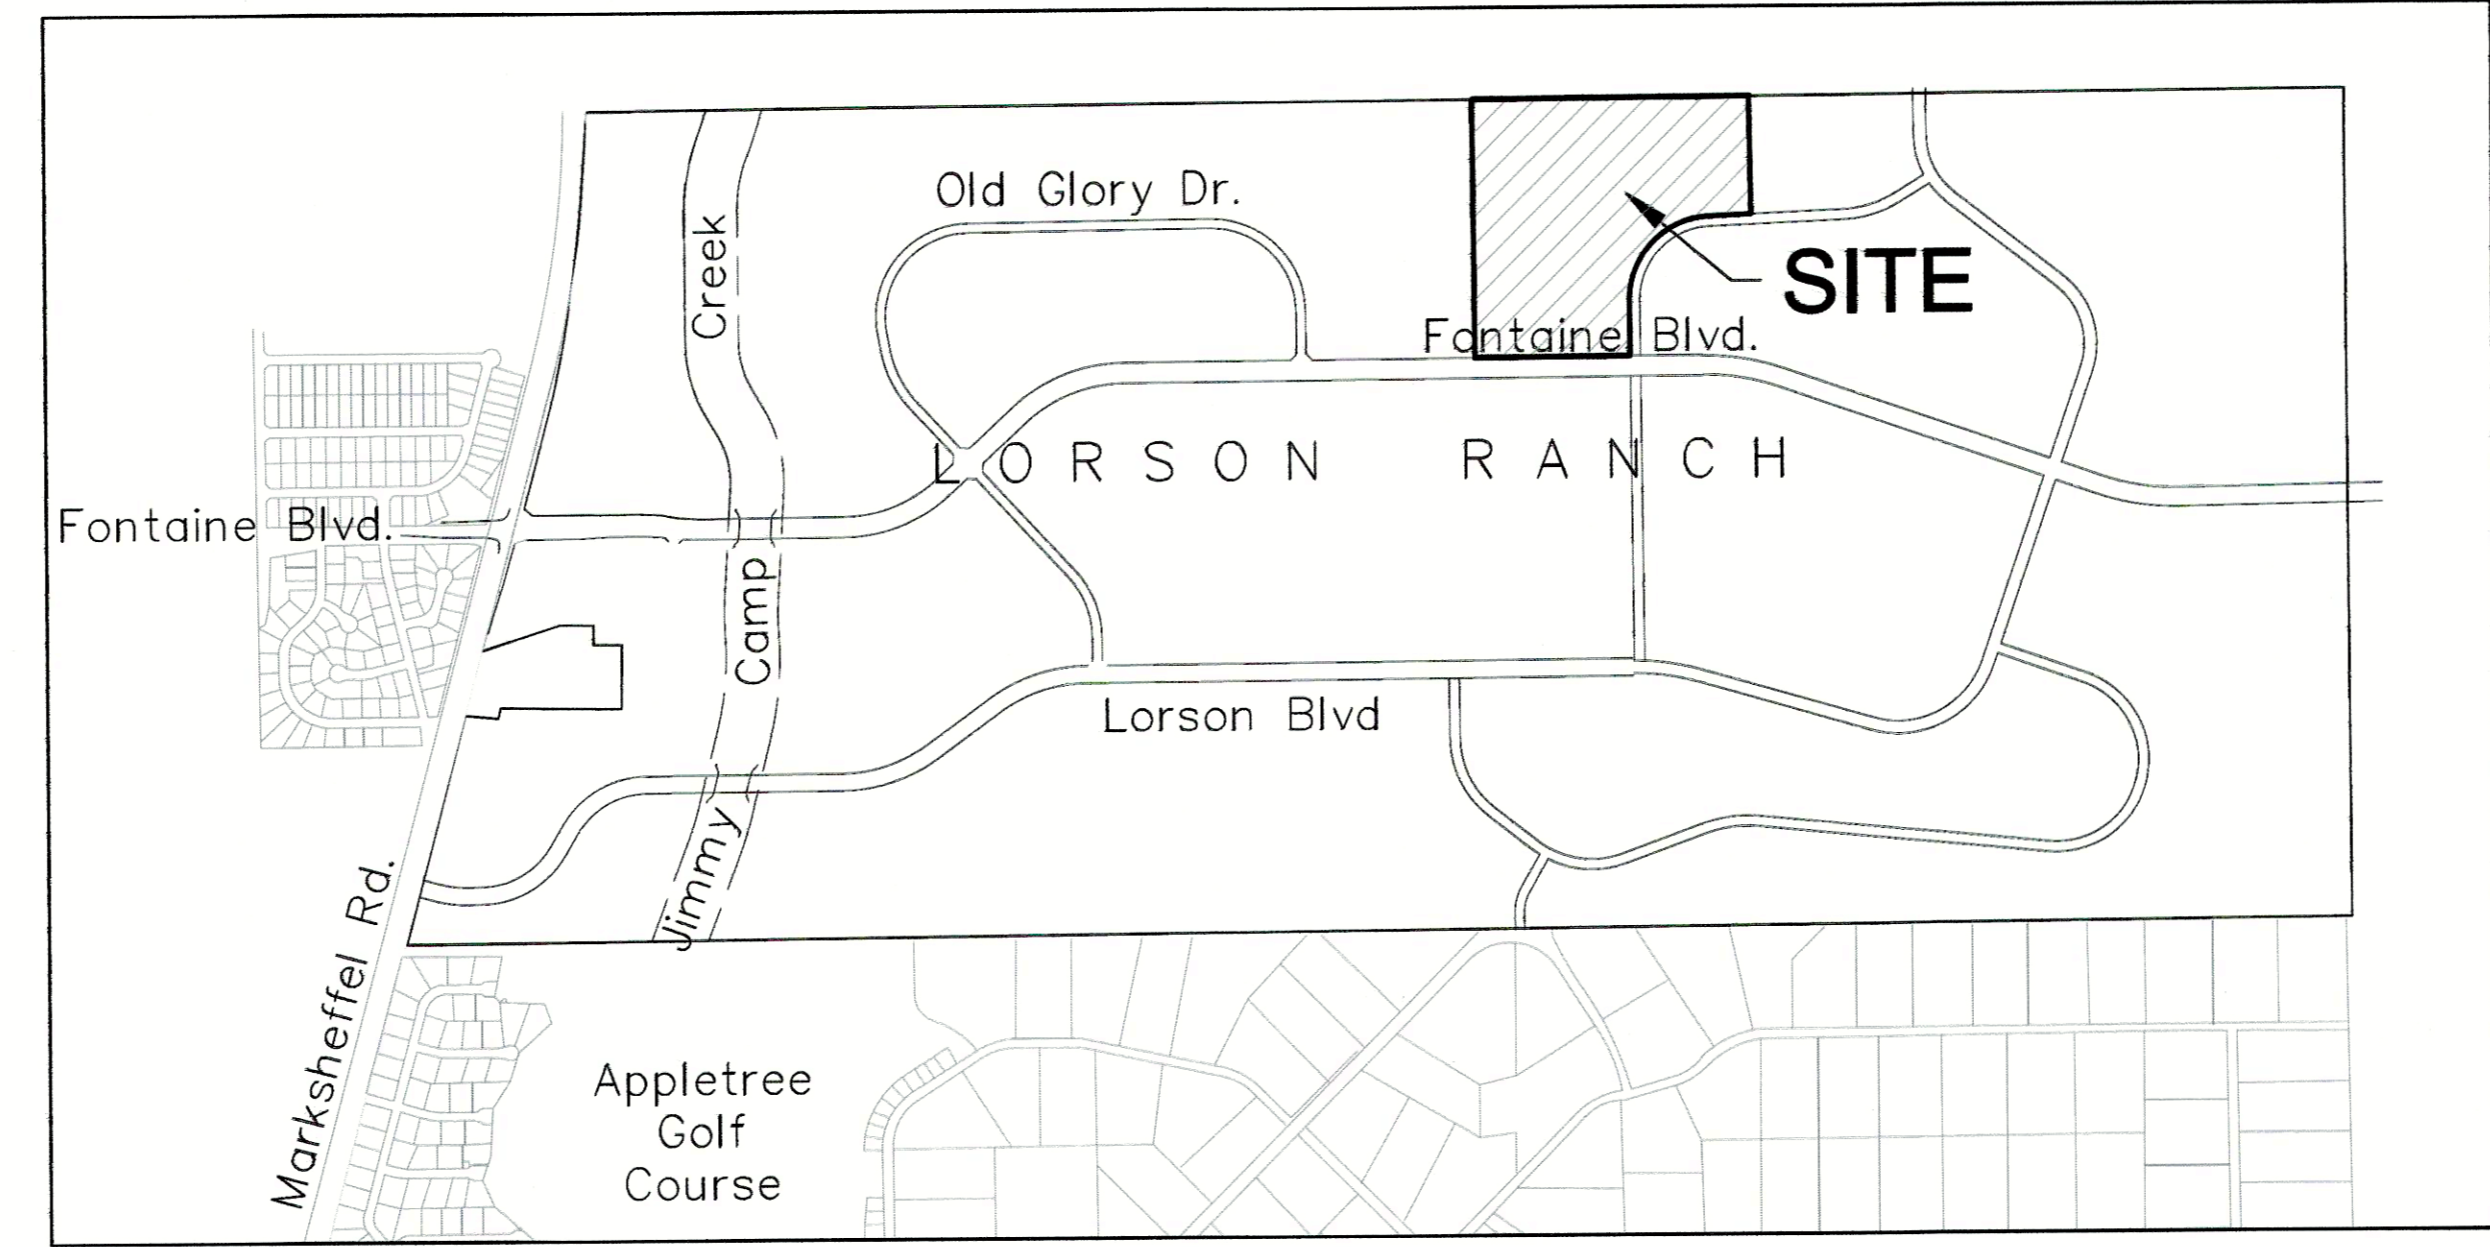 Old Glory Dr.
Creek
SITE
Fontaine Blvd.
LORSON RANCH
Fontaine Blvd.
Camp
Lorson Blvd
Jimmy
Marksheffel Rd.
Appletree
Golf
Course